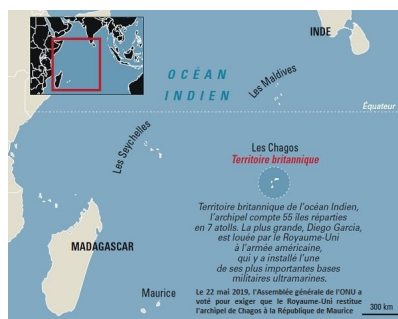 INDE
OCÉAN
INDIEN
Les Maldives
Équateur
Les Seychelles
Les Chagos
Territoire britannique
Territoire britannique de l'océan Indien,
l'archipel compte 55 îles réparties
en 7 atolls. La plus grande, Diego Garcia,
est louée par le Royaume-Uni
à l'armée américaine,
qui y a installé l'une
de ses plus importantes bases
militaires ultramarines.
MADAGASCAR
Maurice
Le 22 mai 2019, l'Assemblée générale de l'ONU a
voté pour exiger que le Royaume-Uni restitue
l'archipel de Chagos à la République de Maurice
300 km